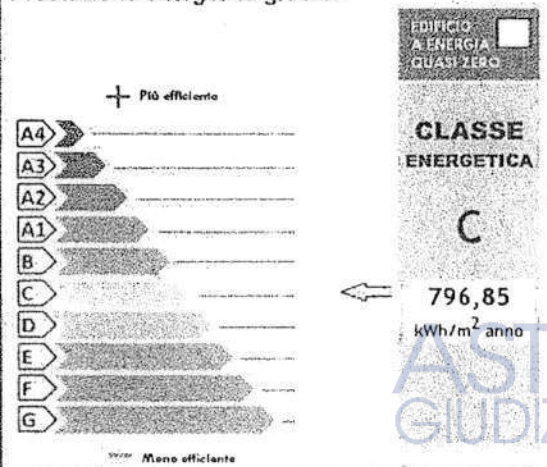 EDIFICIO
A ENERGIA
QUASI ZERO
Più efficiente
A4
A3
A2
A1
B
C
D
E
F
G
Meno efficiente
CLASSE
ENERGETICA
C
796,85
kWh/m² anno
AST
GIUDIZ